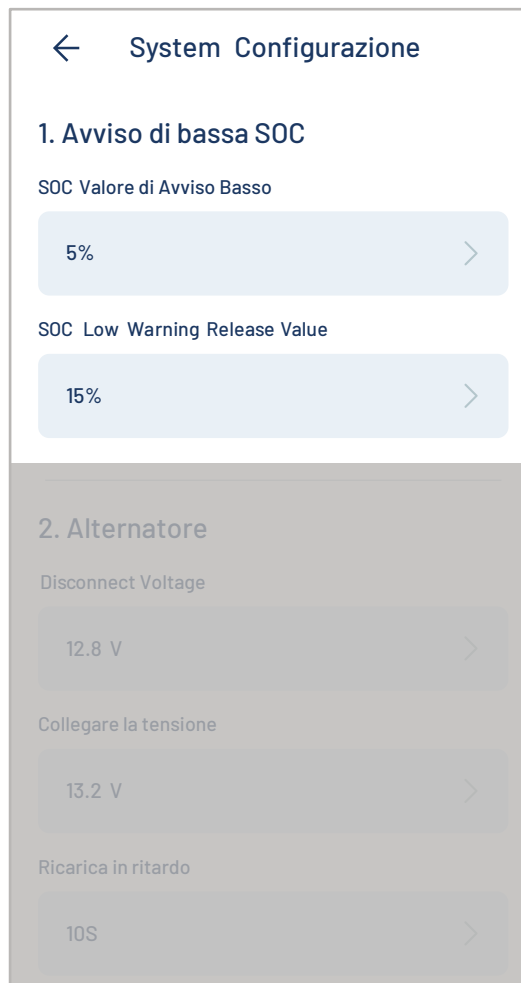 System Configurazione
1. Avviso di bassa SOC
SOC Valore di Avviso Basso
5%
SOC Low Warning Release Value
15%
2. Alternatore
Disconnect Voltage
12.8 V
Collegare la tensione
13.2 V
Ricarica in ritardo
10S